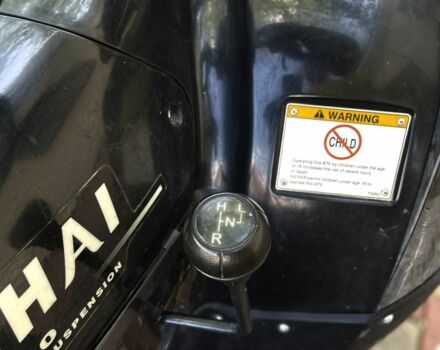 WARNING
CHILD
Operating this ATV by children under the age
of 16 increases the risk of severe injury
or death.
NEVER permit children under age 16 to
operate this ATV.
H L
N
R
HAI
O
SUSPENSION